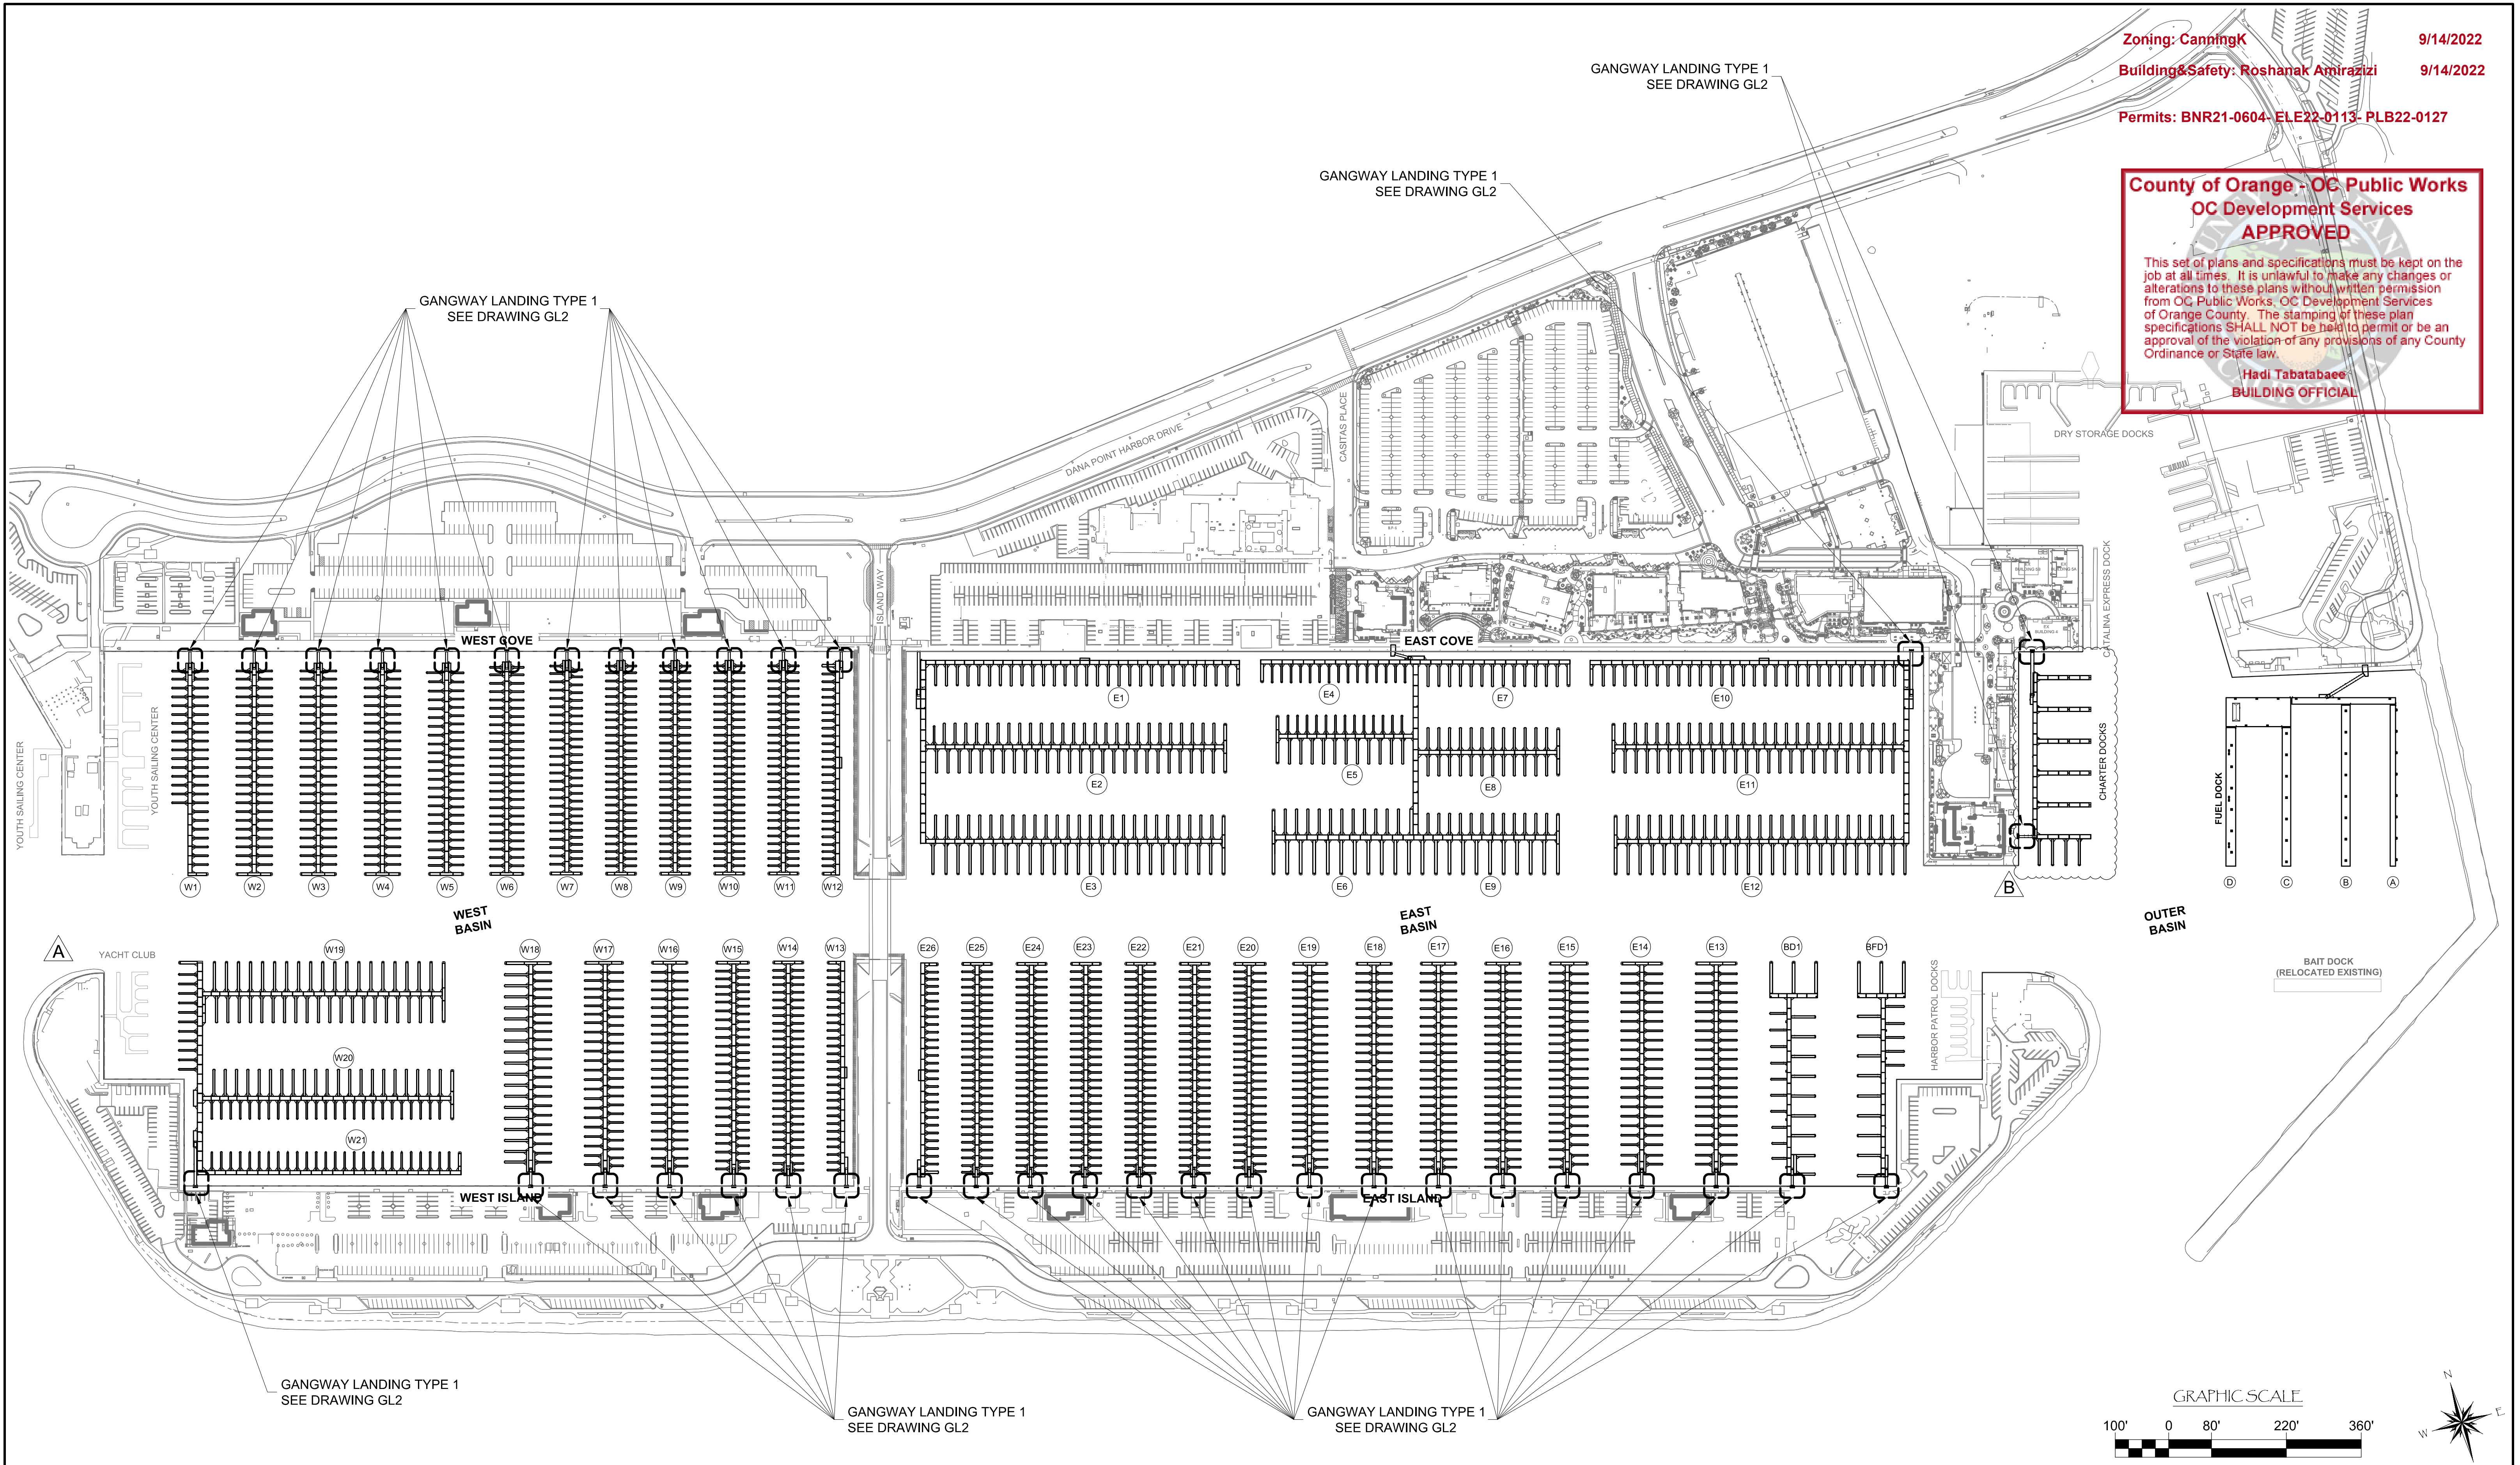 Zoning: CanningK 9/14/2022
Building&Safety: Roshanak Amirazizi 9/14/2022
Permits: BNR21-0604- ELE22-0113- PLB22-0127
County of Orange - OC Public Works
OC Development Services
APPROVED
This set of plans and specifications must be kept on the
job at all times. It is unlawful to make any changes or
alterations to these plans without written permission
from OC Public Works, OC Development Services
of Orange County. The stamping of these plan
specifications SHALL NOT be held to permit or be an
approval of the violation of any provisions of any County
Ordinance or State law.
Hadi Tabatabaee
BUILDING OFFICIAL
GANGWAY LANDING TYPE 1
SEE DRAWING GL2
GANGWAY LANDING TYPE 1
SEE DRAWING GL2
GANGWAY LANDING TYPE 1
SEE DRAWING GL2
DANA POINT HARBOR DRIVE
CASITAS PLACE
ISLAND WAY
DRY STORAGE DOCKS
CATALINA EXPRESS DOCK
WEST COVE
EAST COVE
YOUTH SAILING CENTER
YOUTH SAILING CENTER
E1
E4
E7
E10
E2
E5
E8
E11
CHARTER DOCKS
FUEL DOCK
W1
W2
W3
W4
W5
W6
W7
W8
W9
W10
W11
W12
E3
E6
E9
E12
B
D
C
B
A
WEST
BASIN
EAST
BASIN
OUTER
BASIN
A
YACHT CLUB
W19
W18
W17
W16
W15
W14
W13
E26
E25
E24
E23
E22
E21
E20
E19
E18
E17
E16
E15
E14
E13
BD1
BFD1
HARBOR PATROL DOCKS
BAIT DOCK
(RELOCATED EXISTING)
W20
W21
WEST ISLAND
EAST ISLAND
GANGWAY LANDING TYPE 1
SEE DRAWING GL2
GANGWAY LANDING TYPE 1
SEE DRAWING GL2
GANGWAY LANDING TYPE 1
SEE DRAWING GL2
GRAPHIC SCALE
100' 0 80' 220' 360'
N
E
W